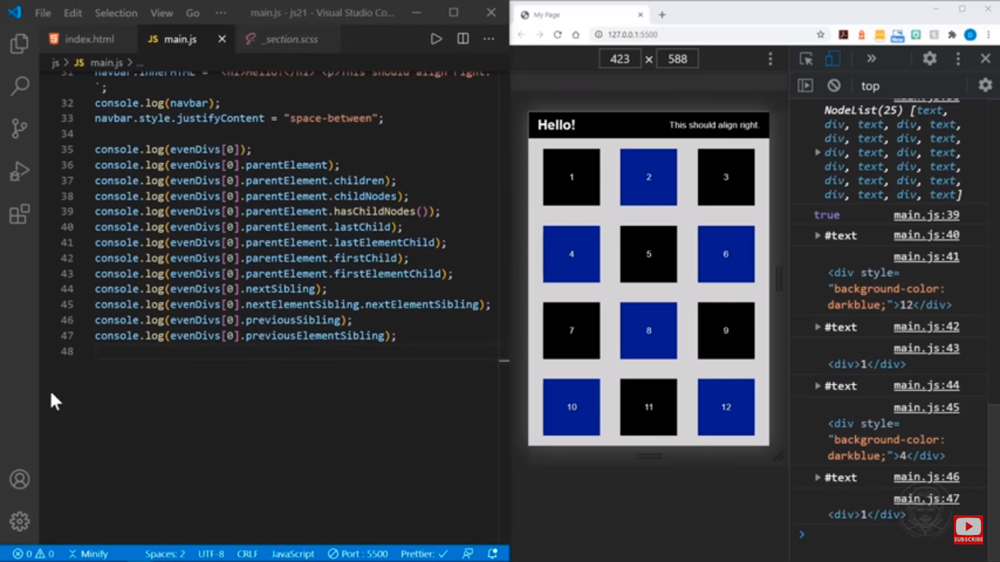 File Edit Selection View Go ··· main.js - js21 - Visual Studio Co...
index.html JS main.js _section.scss
js > JS main.js > ...
31 navbar.innerHTML = `<h1>Hello!</h1> <p>This should align right.
`;
32 console.log(navbar);
33 navbar.style.justifyContent = "space-between";
34
35 console.log(evenDivs[0]);
36 console.log(evenDivs[0].parentElement);
37 console.log(evenDivs[0].parentElement.children);
38 console.log(evenDivs[0].parentElement.childNodes);
39 console.log(evenDivs[0].parentElement.hasChildNodes());
40 console.log(evenDivs[0].parentElement.lastChild);
41 console.log(evenDivs[0].parentElement.lastElementChild);
42 console.log(evenDivs[0].parentElement.firstChild);
43 console.log(evenDivs[0].parentElement.firstElementChild);
44 console.log(evenDivs[0].nextSibling);
45 console.log(evenDivs[0].nextElementSibling.nextElementSibling);
46 console.log(evenDivs[0].previousSibling);
47 console.log(evenDivs[0].previousElementSibling);
48
0 0 Minify Spaces: 2 UTF-8 CRLF JavaScript Port : 5500 Prettier: ✓
My Page
127.0.0.1:5500
New D
423 × 588
Hello! This should align right.
1 2 3
4 5 6
7 8 9
10 11 12
top
NodeList(25) [text,
div, text, div, text,
div, text, div, text,
div, text, div, text,
div, text, div, text,
div, text, div, text,
div, text, div, text]
true main.js:39
#text main.js:40
main.js:41
<div style=
"background-color:
darkblue;">12</div>
#text main.js:42
main.js:43
<div>1</div>
#text main.js:44
main.js:45
<div style=
"background-color:
darkblue;">4</div>
#text main.js:46
main.js:47
<div>1</div>
>
SUBSCRIBE